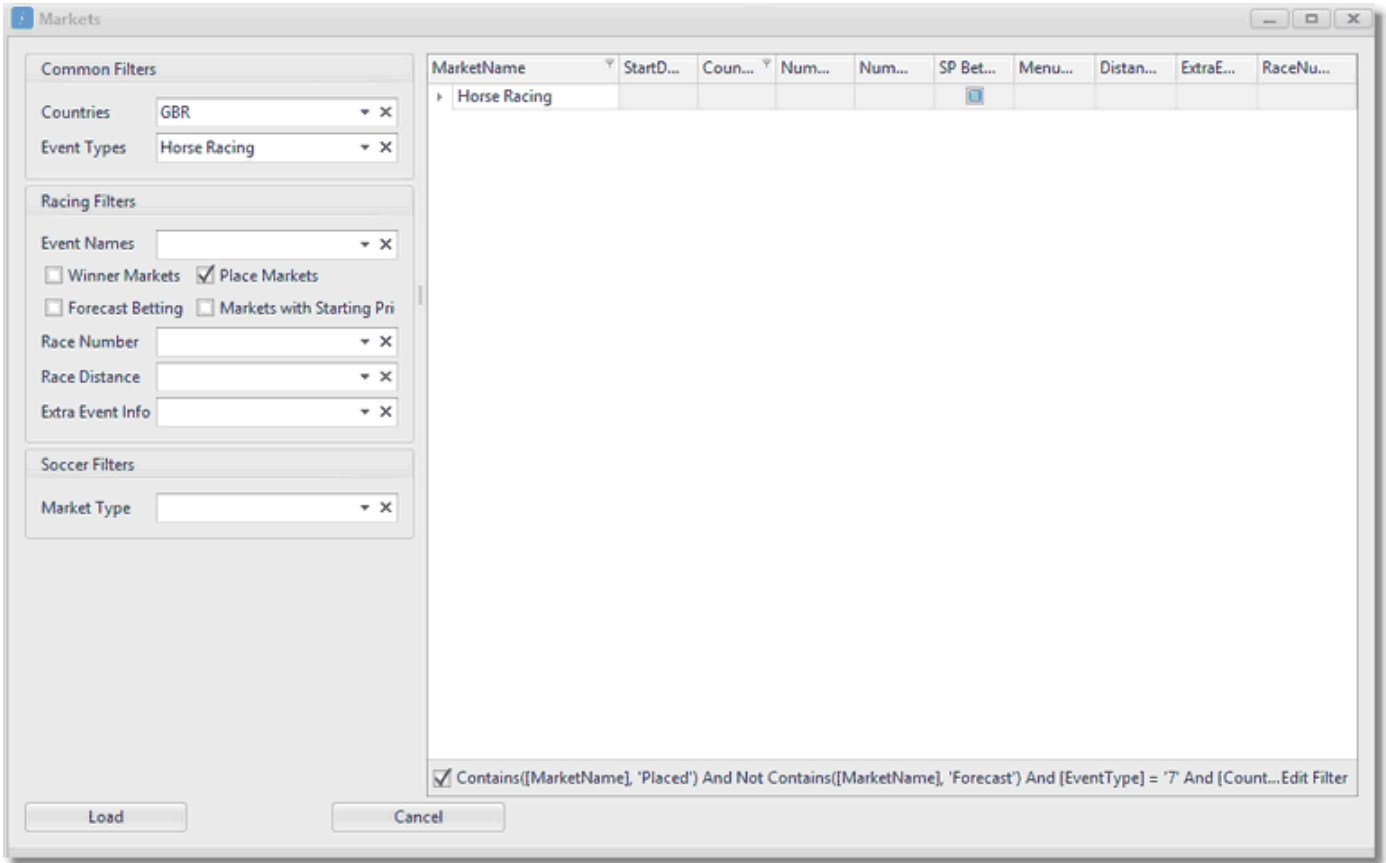 Markets
Common Filters
Countries GBR
Event Types Horse Racing
Racing Filters
Event Names
Winner Markets Place Markets
Forecast Betting Markets with Starting Pri
Race Number
Race Distance
Extra Event Info
Soccer Filters
Market Type
MarketName StartD... Coun... Num... Num... SP Bet... Menu... Distan... ExtraE... RaceNu...
Horse Racing
Contains([MarketName], 'Placed') And Not Contains([MarketName], 'Forecast') And [EventType] = '7' And [Count...Edit Filter
Load Cancel